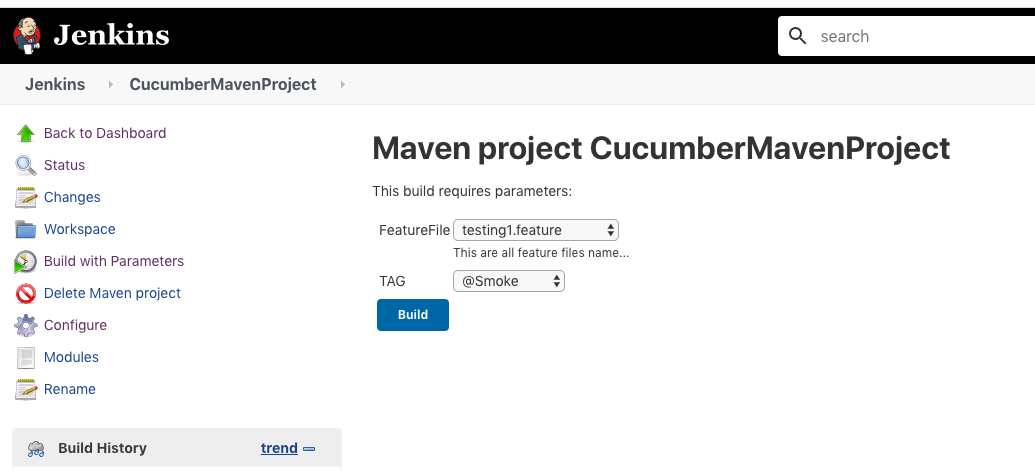 Jenkins
search
Jenkins CucumberMavenProject
Back to Dashboard
Status
Changes
Workspace
Build with Parameters
Delete Maven project
Configure
Modules
Rename
Build History trend
Maven project CucumberMavenProject
This build requires parameters:
FeatureFile testing1.feature
This are all feature files name...
TAG @Smoke
Build